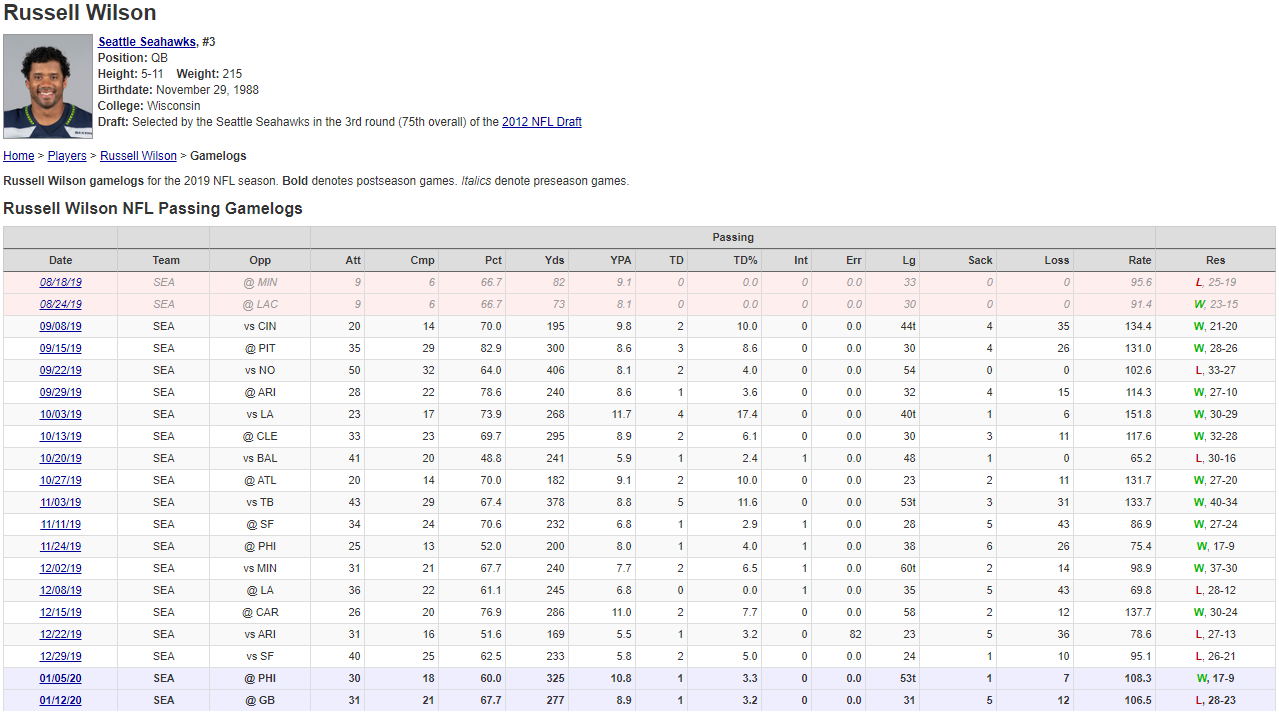 Russell Wilson
Seattle Seahawks, #3
Position: QB
Height: 5-11 Weight: 215
Birthdate: November 29, 1988
College: Wisconsin
Draft: Selected by the Seattle Seahawks in the 3rd round (75th overall) of the 2012 NFL Draft
Home > Players > Russell Wilson > Gamelogs
Russell Wilson gamelogs for the 2019 NFL season. Bold denotes postseason games. Italics denote preseason games.
Russell Wilson NFL Passing Gamelogs
Passing
Date Team Opp Att Cmp Pct Yds YPA TD TD% Int Err Lg Sack Loss Rate Res
08/18/19 SEA @ MIN 9 6 66.7 82 9.1 0 0.0 0 0.0 33 0 0 95.6 L, 25-19
08/24/19 SEA @ LAC 9 6 66.7 73 8.1 0 0.0 0 0.0 30 0 0 91.4 W, 23-15
09/08/19 SEA vs CIN 20 14 70.0 195 9.8 2 10.0 0 0.0 44t 4 35 134.4 W, 21-20
09/15/19 SEA @ PIT 35 29 82.9 300 8.6 3 8.6 0 0.0 30 4 26 131.0 W, 28-26
09/22/19 SEA vs NO 50 32 64.0 406 8.1 2 4.0 0 0.0 54 0 0 102.6 L, 33-27
09/29/19 SEA @ ARI 28 22 78.6 240 8.6 1 3.6 0 0.0 32 4 15 114.3 W, 27-10
10/03/19 SEA vs LA 23 17 73.9 268 11.7 4 17.4 0 0.0 40t 1 6 151.8 W, 30-29
10/13/19 SEA @ CLE 33 23 69.7 295 8.9 2 6.1 0 0.0 30 3 11 117.6 W, 32-28
10/20/19 SEA vs BAL 41 20 48.8 241 5.9 1 2.4 1 0.0 48 1 0 65.2 L, 30-16
10/27/19 SEA @ ATL 20 14 70.0 182 9.1 2 10.0 0 0.0 23 2 11 131.7 W, 27-20
11/03/19 SEA vs TB 43 29 67.4 378 8.8 5 11.6 0 0.0 53t 3 31 133.7 W, 40-34
11/11/19 SEA @ SF 34 24 70.6 232 6.8 1 2.9 1 0.0 28 5 43 86.9 W, 27-24
11/24/19 SEA @ PHI 25 13 52.0 200 8.0 1 4.0 1 0.0 38 6 26 75.4 W, 17-9
12/02/19 SEA vs MIN 31 21 67.7 240 7.7 2 6.5 1 0.0 60t 2 14 98.9 W, 37-30
12/08/19 SEA @ LA 36 22 61.1 245 6.8 0 0.0 1 0.0 35 5 43 69.8 L, 28-12
12/15/19 SEA @ CAR 26 20 76.9 286 11.0 2 7.7 0 0.0 58 2 12 137.7 W, 30-24
12/22/19 SEA vs ARI 31 16 51.6 169 5.5 1 3.2 0 82 23 5 36 78.6 L, 27-13
12/29/19 SEA vs SF 40 25 62.5 233 5.8 2 5.0 0 0.0 24 1 10 95.1 L, 26-21
01/05/20 SEA @ PHI 30 18 60.0 325 10.8 1 3.3 0 0.0 53t 1 7 108.3 W, 17-9
01/12/20 SEA @ GB 31 21 67.7 277 8.9 1 3.2 0 0.0 31 5 12 106.5 L, 28-23